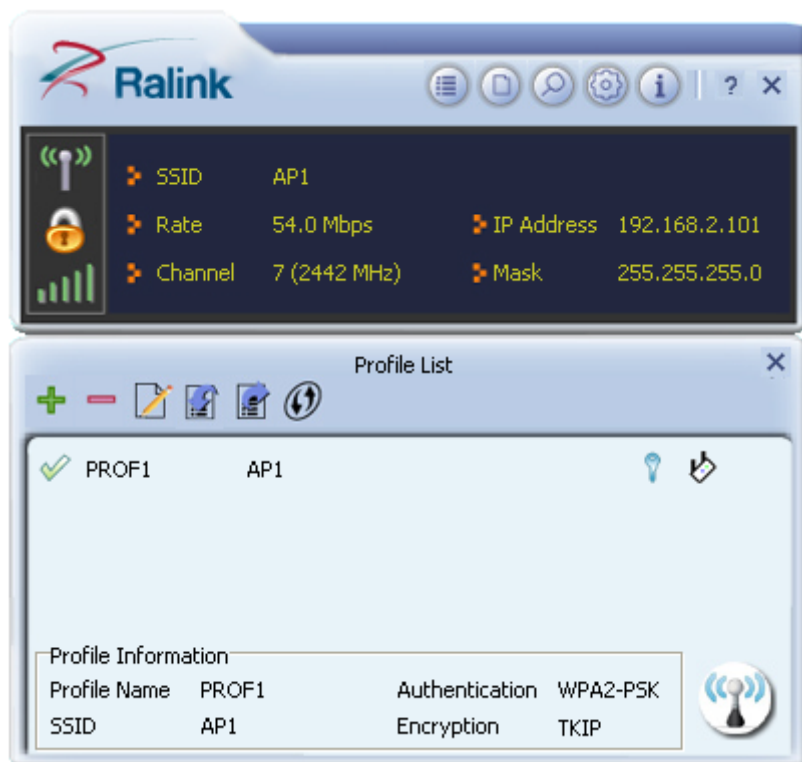 Ralink
? ×
SSID AP1
Rate 54.0 Mbps IP Address 192.168.2.101
Channel 7 (2442 MHz) Mask 255.255.255.0
Profile List ×
PROF1 AP1
Profile Information
Profile Name PROF1 Authentication WPA2-PSK
SSID AP1 Encryption TKIP